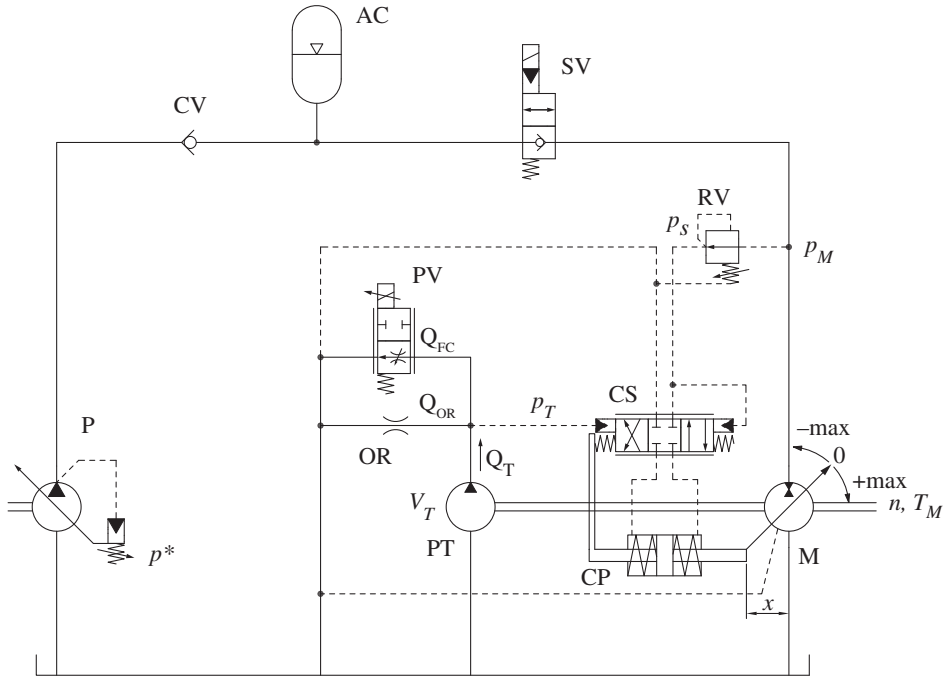 AC
SV
CV
RV
p_S
p_M
PV
Q_FC
CS
p_T
Q_OR
−max
P
0
OR
Q_T
+max
V_T
n, T_M
PT
M
p*
CP
x